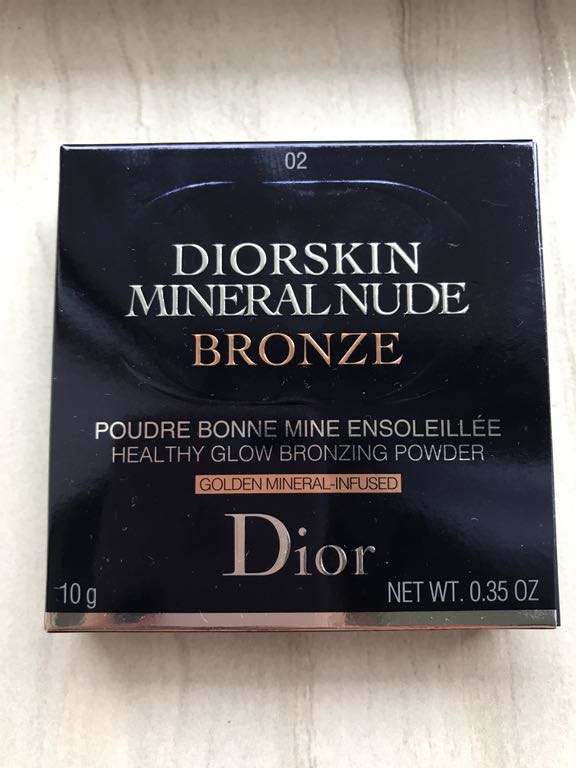 02
DIORSKIN
MINERAL NUDE
BRONZE
POUDRE BONNE MINE ENSOLEILLÉE
HEALTHY GLOW BRONZING POWDER
GOLDEN MINERAL-INFUSED
Dior
10 g NET WT. 0.35 OZ